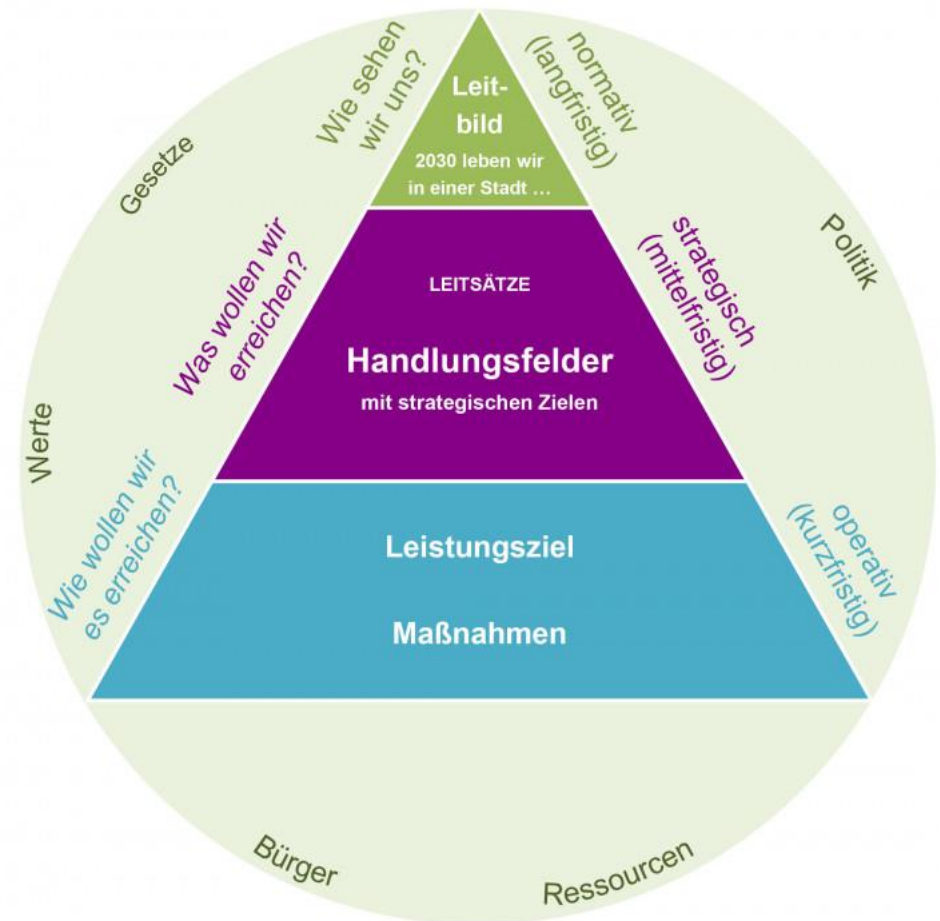 Wie sehen
wir uns?
normativ
(langfristig)
Leit-
bild
2030 leben wir
in einer Stadt ...
Gesetze
Politik
Was wollen wir
erreichen?
strategisch
(mittelfristig)
LEITSÄTZE
Handlungsfelder
mit strategischen Zielen
Werte
Wie wollen wir
es erreichen?
operativ
(kurzfristig)
Leistungsziel
Maßnahmen
Bürger
Ressourcen